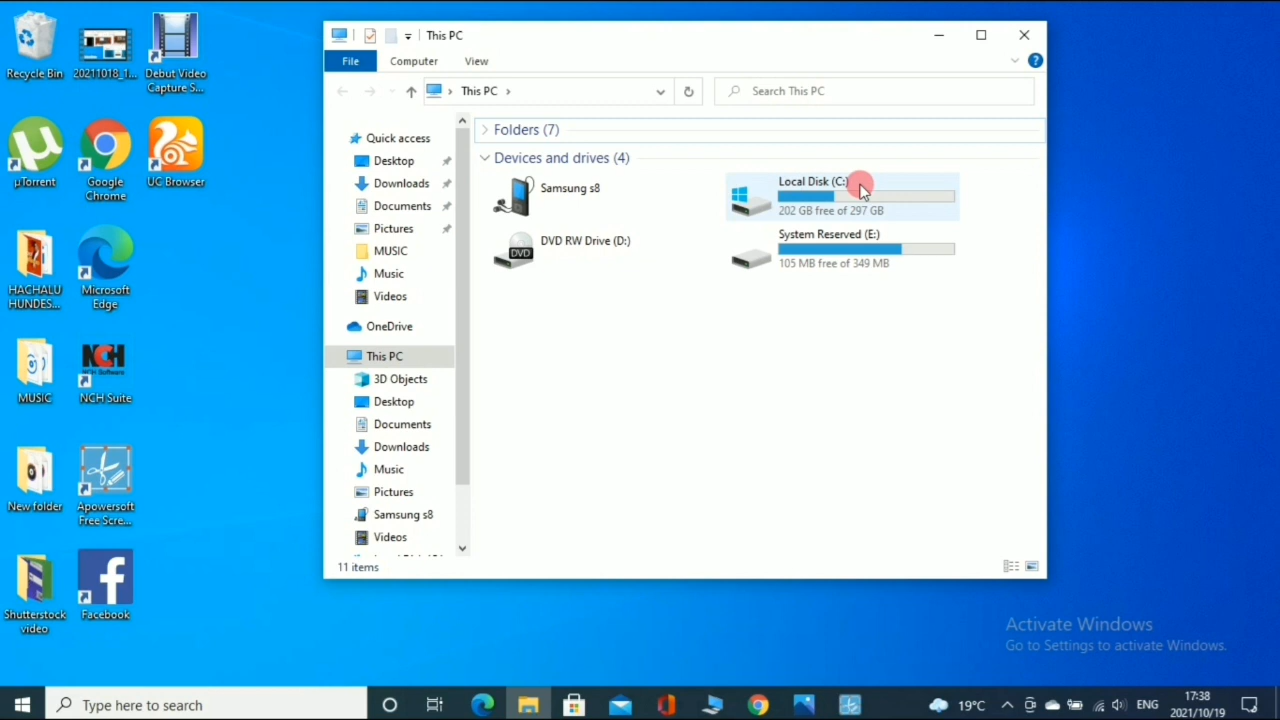 Recycle Bin
20211018_1...
Debut Video
Capture S...
µTorrent
Google
Chrome
UC Browser
HACHALU
HUNDES...
Microsoft
Edge
MUSIC
NCH Software
NCH Suite
New folder
Apowersoft
Free Scre...
Shutterstock
video
Facebook
This PC
File
Computer
View
This PC
Search This PC
Quick access
Desktop
Downloads
Documents
Pictures
MUSIC
Music
Videos
OneDrive
This PC
3D Objects
Desktop
Documents
Downloads
Music
Pictures
Samsung s8
Videos
Folders (7)
Devices and drives (4)
Samsung s8
Local Disk (C:)
202 GB free of 297 GB
DVD
DVD RW Drive (D:)
System Reserved (E:)
105 MB free of 349 MB
11 items
Activate Windows
Go to Settings to activate Windows.
Type here to search
19°C
ENG
17:38
2021/10/19